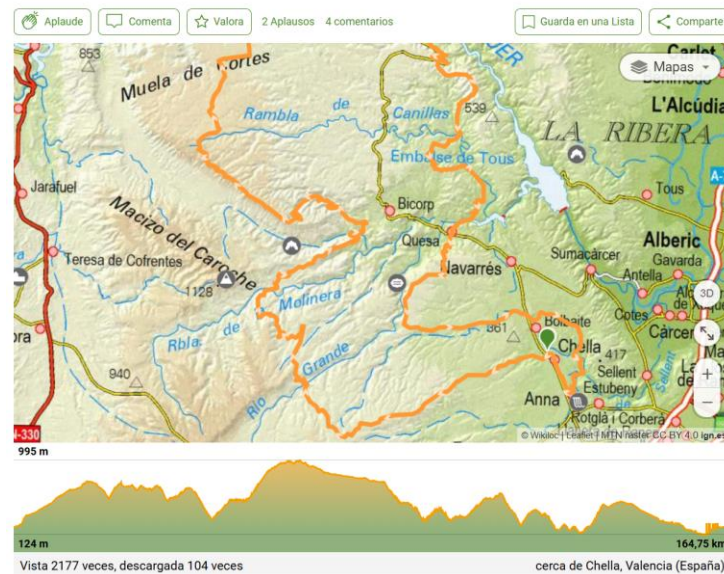 Aplaude
Comenta
Valora
2 Aplausos 4 comentarios
Guarda en una Lista
Comparte
853
Muela de Cortes
Carlet
Mapas
Rambla de Canillas
539
L'Alcúdia
LA RIBERA
Embalse de Tous
A-7
Jarafuel
Bicorp
Tous
Macizo del Caroche
Quesa
Alberic
Teresa de Cofrentes
Navarrés
Sumacàrcer
Gavarda
Antella
1128
3D
Molinera
Rbla. de
Cotes
Bolbaite
Càrcer
861
Chella
417
Río Grande
Sellent
Sellent
940
Estubeny
de
Anna
Rotglà i Corberà
N-330
© Wikiloc | Leaflet | MTN raster CC BY 4.0 ign.es
995 m
124 m
164,75 km
Vista 2177 veces, descargada 104 veces
cerca de Chella, Valencia (España)